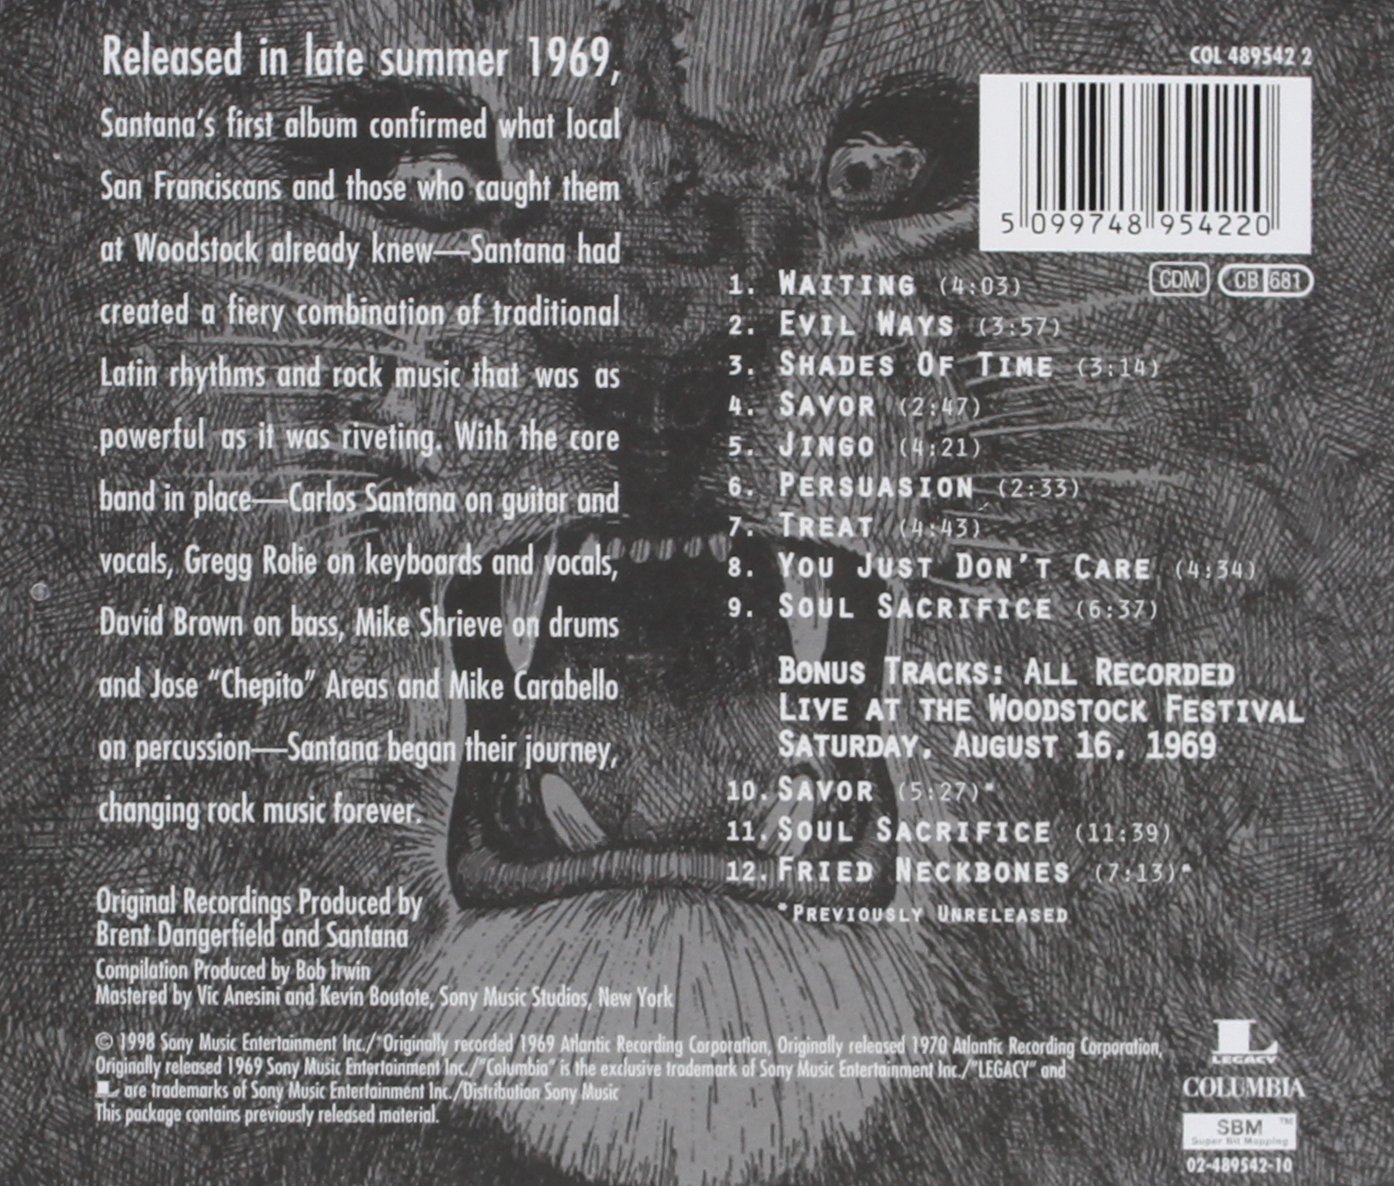 Released in late summer 1969,
Santana's first album confirmed what local
San Franciscans and those who caught them
at Woodstock already knew—Santana had
created a fiery combination of traditional
Latin rhythms and rock music that was as
powerful as it was riveting. With the core
band in place—Carlos Santana on guitar and
vocals, Gregg Rolie on keyboards and vocals,
David Brown on bass, Mike Shrieve on drums
and Jose "Chepito" Areas and Mike Carabello
on percussion—Santana began their journey,
changing rock music forever.
Original Recordings Produced by
Brent Dangerfield and Santana
Compilation Produced by Bob Irwin
Mastered by Vic Anesini and Kevin Boutote, Sony Music Studios, New York
© 1998 Sony Music Entertainment Inc./*Originally recorded 1969 Atlantic Recording Corporation, Originally released 1970 Atlantic Recording Corporation,
Originally released 1969 Sony Music Entertainment Inc./"Columbia" is the exclusive trademark of Sony Music Entertainment Inc./"LEGACY" and
L are trademarks of Sony Music Entertainment Inc./Distribution Sony Music
This package contains previously released material.
COL 489542 2
5 099748 954220
CDM CB 681
1. WAITING (4:03)
2. EVIL WAYS (3:57)
3. SHADES OF TIME (3:14)
4. SAVOR (2:47)
5. JINGO (4:21)
6. PERSUASION (2:33)
7. TREAT (4:43)
8. YOU JUST DON'T CARE (4:34)
9. SOUL SACRIFICE (6:37)
BONUS TRACKS: ALL RECORDED
LIVE AT THE WOODSTOCK FESTIVAL
SATURDAY, AUGUST 16, 1969
10. SAVOR (5:27)*
11. SOUL SACRIFICE (11:39)
12. FRIED NECKBONES (7:13)*
*PREVIOUSLY UNRELEASED
L
LEGACY
COLUMBIA
SBM™
Super Bit Mapping
02-489542-10